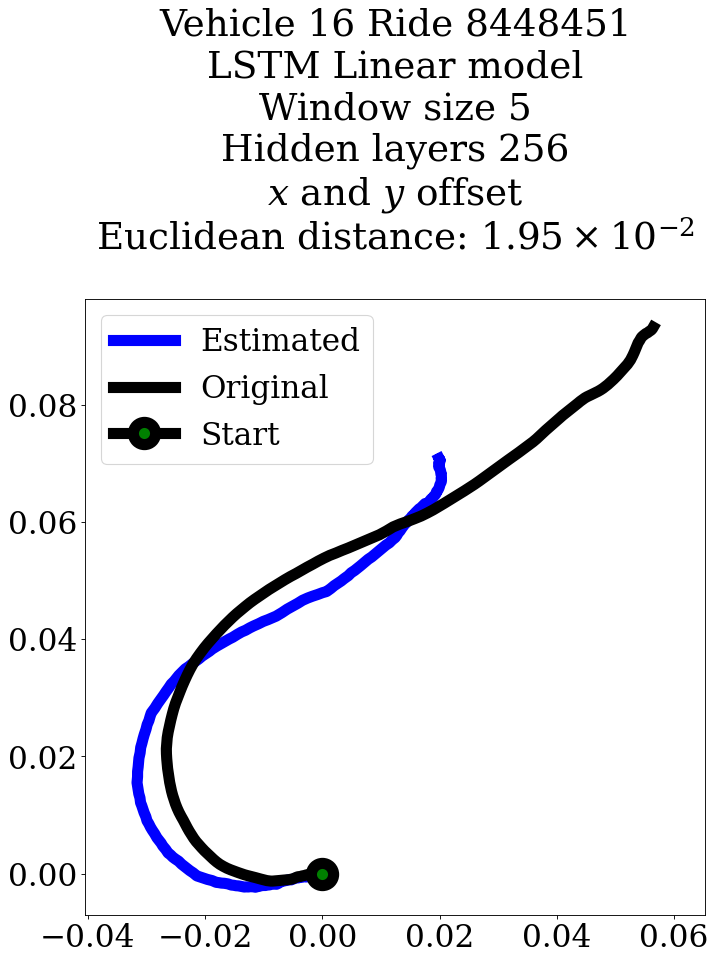 Vehicle 16 Ride 8448451
LSTM Linear model
Window size 5
Hidden layers 256
x and y offset
Euclidean distance: 1.95 × 10⁻²
Estimated
Original
Start
0.08
0.06
0.04
0.02
0.00
−0.04 −0.02 0.00 0.02 0.04 0.06